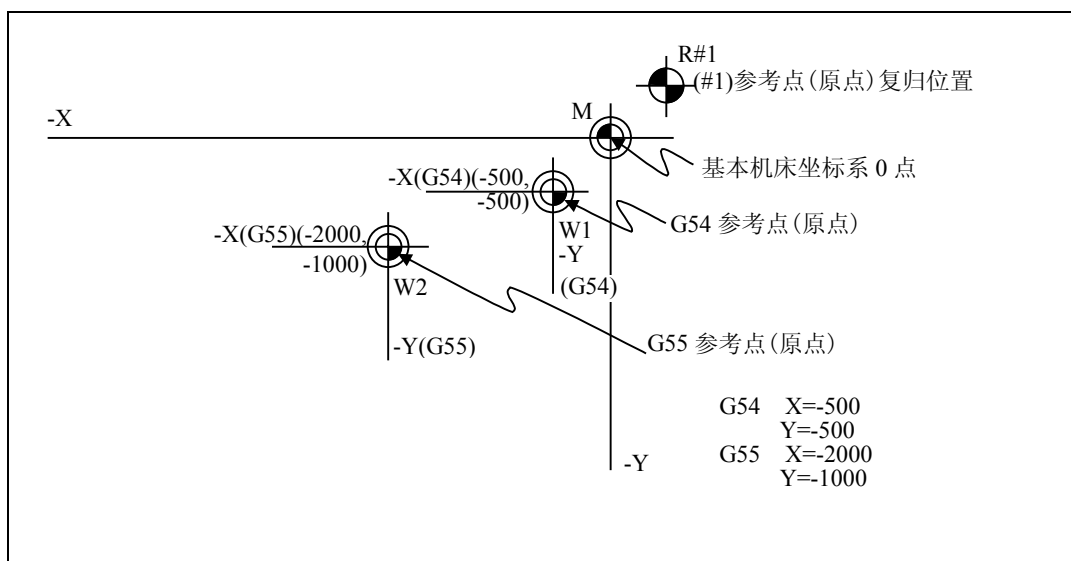 R#1
(#1)参考点(原点)复归位置
-X
M
基本机床坐标系 0 点
-X(G54)(-500,
-500)
W1
G54 参考点(原点)
-X(G55)(-2000,
-1000)
-Y
W2
(G54)
-Y(G55)
G55 参考点(原点)
G54 X=-500
Y=-500
-Y
G55 X=-2000
Y=-1000